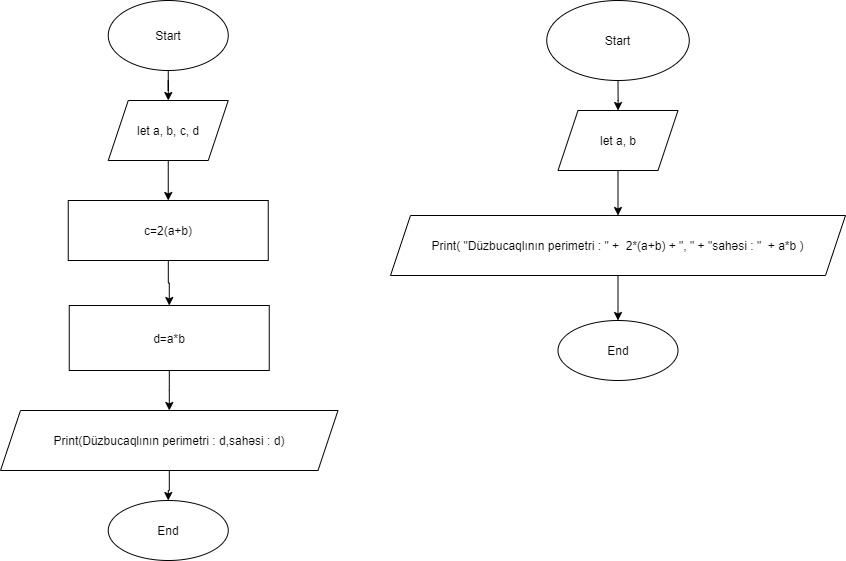 Start
let a, b, c, d
c=2(a+b)
d=a*b
Print(Düzbucaqlının perimetri : d,sahəsi : d)
End
Start
let a, b
Print( "Düzbucaqlının perimetri : " +  2*(a+b) + ", " + "sahəsi : "  + a*b )
End